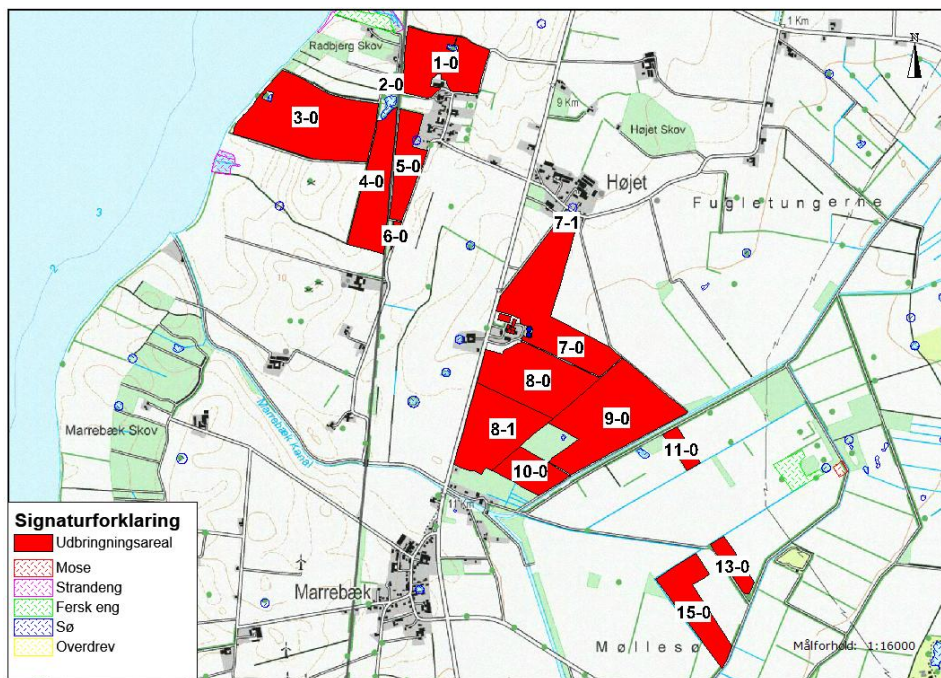 1 Km
N
Radbjerg Skov
1-0
2-0
9 Km
3-0
Højet Skov
5-0
4-0
Højet
Fugletungerne
7-1
6-0
3
2
10
0
7-0
8-0
9-0
8-1
Marrebæk Skov
Marrebæk Kanal
11-0
10-0
11 Km
13-0
Marrebæk
15-0
Møllesø
Målforhold: 1:16000
Signaturforklaring
Udbringningsareal
Mose
Strandeng
Fersk eng
Sø
Overdrev